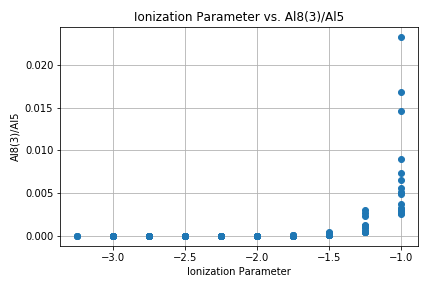 Ionization Parameter vs. Al8(3)/Al5
Al8(3)/Al5
0.020
0.015
0.010
0.005
0.000
−3.0 −2.5 −2.0 −1.5 −1.0
Ionization Parameter